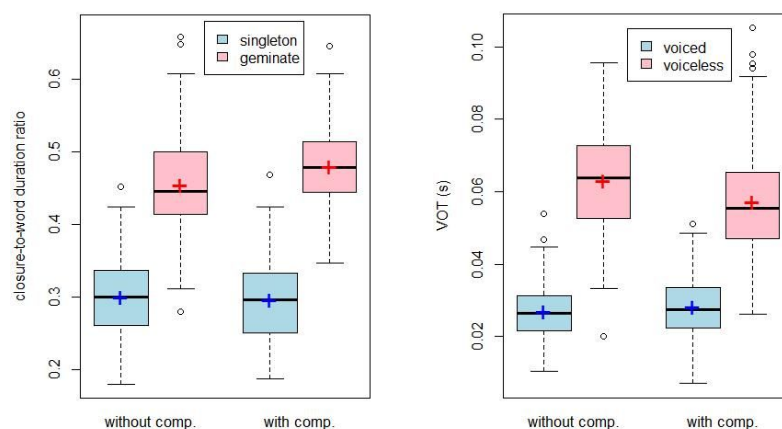 closure-to-word duration ratio
0.6
0.5
0.4
0.3
0.2
singleton
geminate
without comp.
with comp.
VOT (s)
0.10
0.08
0.06
0.04
0.02
voiced
voiceless
without comp.
with comp.